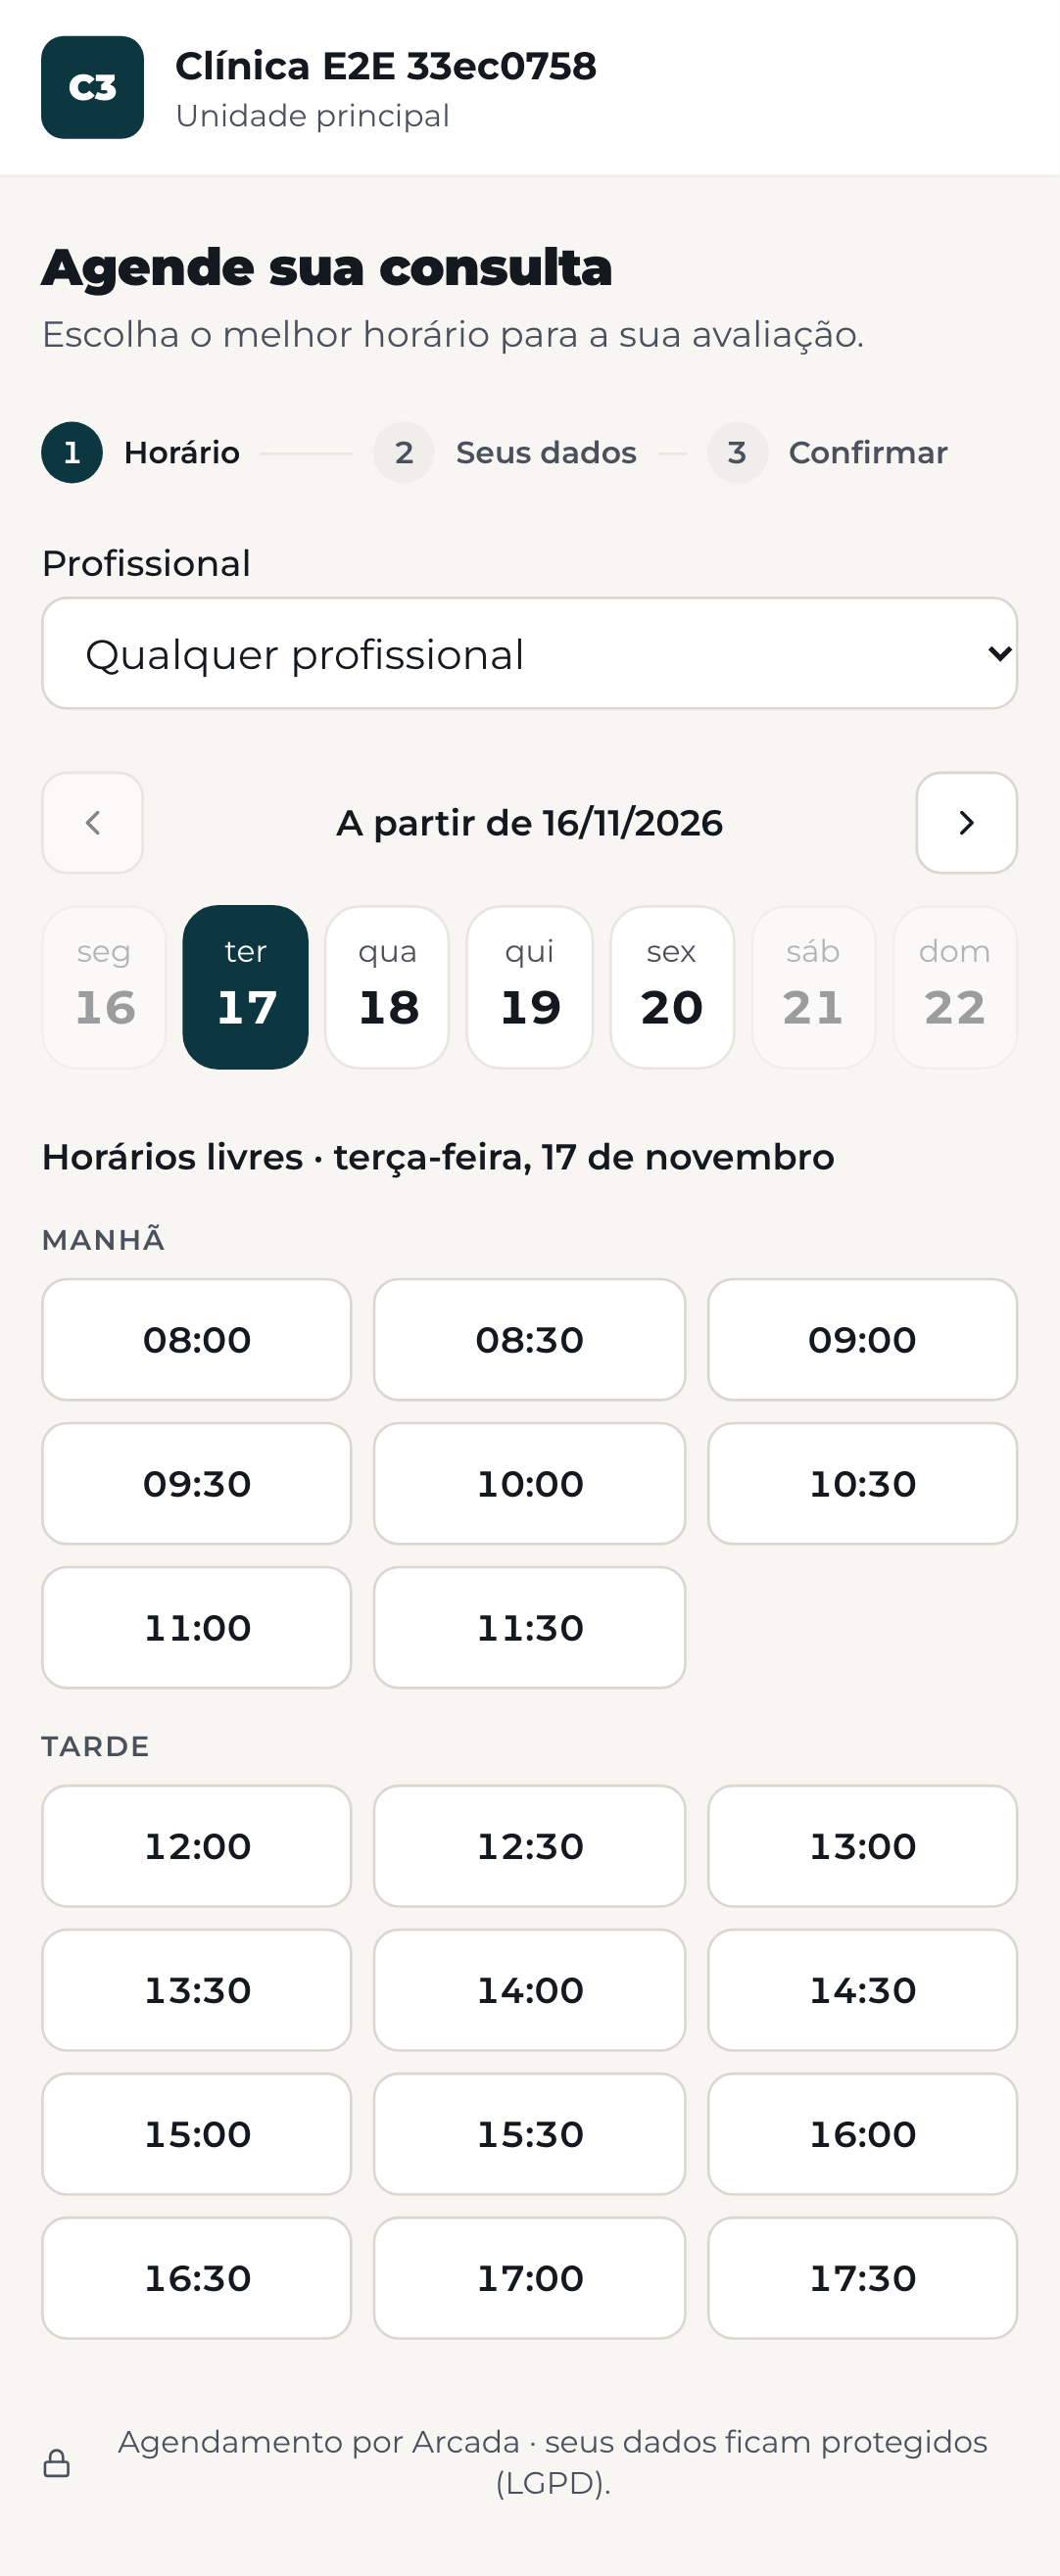 C3
Clínica E2E 33ec0758
Unidade principal
Agende sua consulta
Escolha o melhor horário para a sua avaliação.
1 Horário 2 Seus dados 3 Confirmar
Profissional
Qualquer profissional
A partir de 16/11/2026
seg ter qua qui sex sáb dom
16 17 18 19 20 21 22
Horários livres · terça-feira, 17 de novembro
MANHÃ
08:00 08:30 09:00
09:30 10:00 10:30
11:00 11:30
TARDE
12:00 12:30 13:00
13:30 14:00 14:30
15:00 15:30 16:00
16:30 17:00 17:30
Agendamento por Arcada · seus dados ficam protegidos
(LGPD).